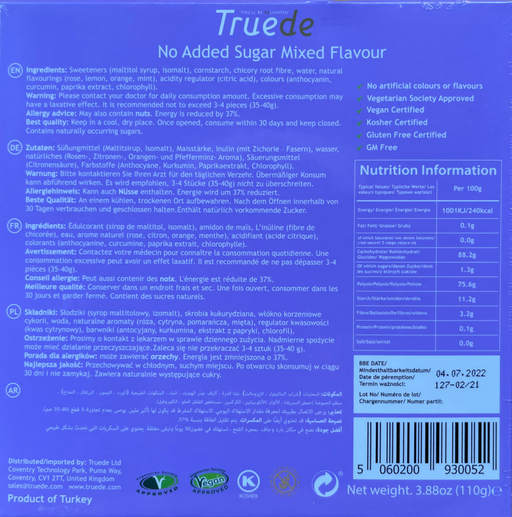 Truede
No Added Sugar Mixed Flavour
EN Ingredients: Sweeteners (maltitol syrup, isomalt), cornstarch, chicory root fibre, water, natural
flavourings (rose, lemon, orange, mint), acidity regulator (citric acid), colours (anthocyanin,
curcumin, paprika extract, chlorophyll).
Warning: Please contact your doctor for daily consumption amount. Excessive consumption may
have a laxative effect. It is recommended not to exceed 3-4 pieces (35-40g).
Allergy advice: May also contain nuts. Energy is reduced by 37%.
Best quality: Keep in a cool, dry place. Once opened, consume within 30 days and keep closed.
Contains naturally occurring sugars.
DE Zutaten: Süßungmittel (Maltitsirup, Isomalt), Maisstärke, Inulin (mit Zichorie - Fasern), wasser,
natürliches (Rosen-, Zitronen-, Orangen- und Pfefferminz- Aroma), Säuerungsmittel
(Citronensäure), Farbstoffe (Anthocyane, Kurkumin, Paprikaextrakt, Chlorophyll).
Warnung: Bitte kontaktieren Sie Ihren Arzt für den täglichen Verzehr. Übermäßiger Konsum
kann abführend wirken. Es wird empfohlen, 3-4 Stücke (35-40g) nicht zu überschreiten.
Allergiehinweis: Kann auch Nüsse enthalten. Energie wird um 37% reduziert.
Beste Qualität: An einem kühlen, trockenen Ort aufbewahren. Nach dem Öffnen innerhalb von
30 Tagen verbrauchen und geschlossen halten.Enthält natürlich vorkommende Zucker.
FR Ingrédients: Edulcorant (sirop de maltitol, isomalt), amidon de maïs, L'inüline (fibre de
chicorée), eau, arome naturel (rose, citron, orange, menthe), acidifiant (acide citrique),
colorants (anthocyanine, curcumine, paprika extrait, chlorophylle).
Avertissement: Contactez votre médecin pour connaître la consommation quotidienne. Une
consommation excessive peut avoir un effet laxatif. Il est recommandé de ne pas dépasser 3-4
pièces (35-40g).
Conseil allergie: Peut aussi contenir des noix. L'énergie est réduite de 37%.
Meilleure qualité: Conserver dans un endroit frais et sec. Une fois ouvert, consommer dans les
30 jours et garder fermé. Contient des sucres naturels.
PL Składniki: Słodziki (syrop maltitolowy, izomalt), skrobia kukurydziana, włókno korzeniowe
cykorii, woda, naturalne aromaty (róża, cytryna, pomarańcza, mięta), regulator kwasowości
(kwas cytrynowy), barwniki (antocyany, kurkumina, ekstrakt z papryki, chlorofil).
Ostrzeżenie: Prosimy o kontakt z lekarzem w sprawie dziennego zużycia. Nadmierne spożycie
może mieć działanie przeczyszczające.Zaleca się nie przekraczać 3-4 sztuk (35-40 g).
Porada dla alergików: może zawierać orzechy. Energia jest zmniejszona o 37%.
Najlepsza jakość: Przechowywać w chłodnym, suchym miejscu. Po otwarciu skonsumuj w ciągu
30 dni i nie zamykaj. Zawiera naturalnie występujące cukry.
AR
Distributed/Imported by: Truede Ltd
Coventry Technology Park, Puma Way,
Coventry, CV1 2TT, United Kingdom
sales@truede.com www.truede.com
Product of Turkey
APPROVED
Vegan
APPROVED
K
KOSHER
No artificial colours or flavours
Vegetarian Society Approved
Vegan Certified
Kosher Certified
Gluten Free Certified
GM Free
Nutrition Information
Per 100g
1001KJ/240kcal
0.1g
0.0g
88.2g
1.3g
75.6g
11.2g
3.2g
0.1g
0.0g
BBE DATE/
Mindesthaltbarkeitsdatum/
Date de péremption/
Termin ważności:
04.07.2022
127-02/21
Lot No/ Numéro de lot/
Chargennummer/ Numer partii:
5 060200 930052
Net weight. 3.88oz (110g)e